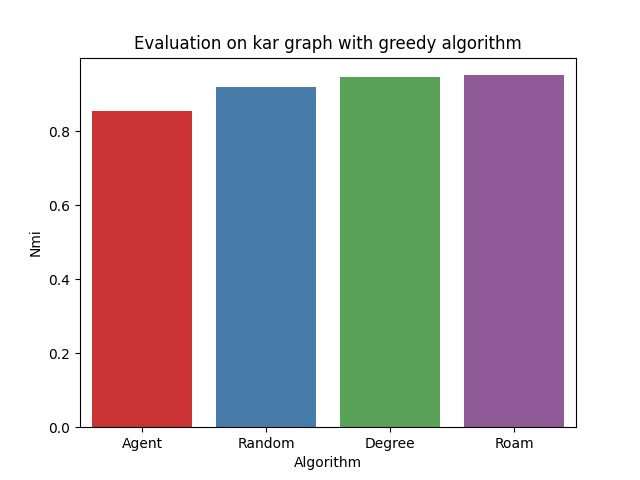 Evaluation on kar graph with greedy algorithm
Nmi
0.8
0.6
0.4
0.2
0.0
Agent Random Degree Roam
Algorithm